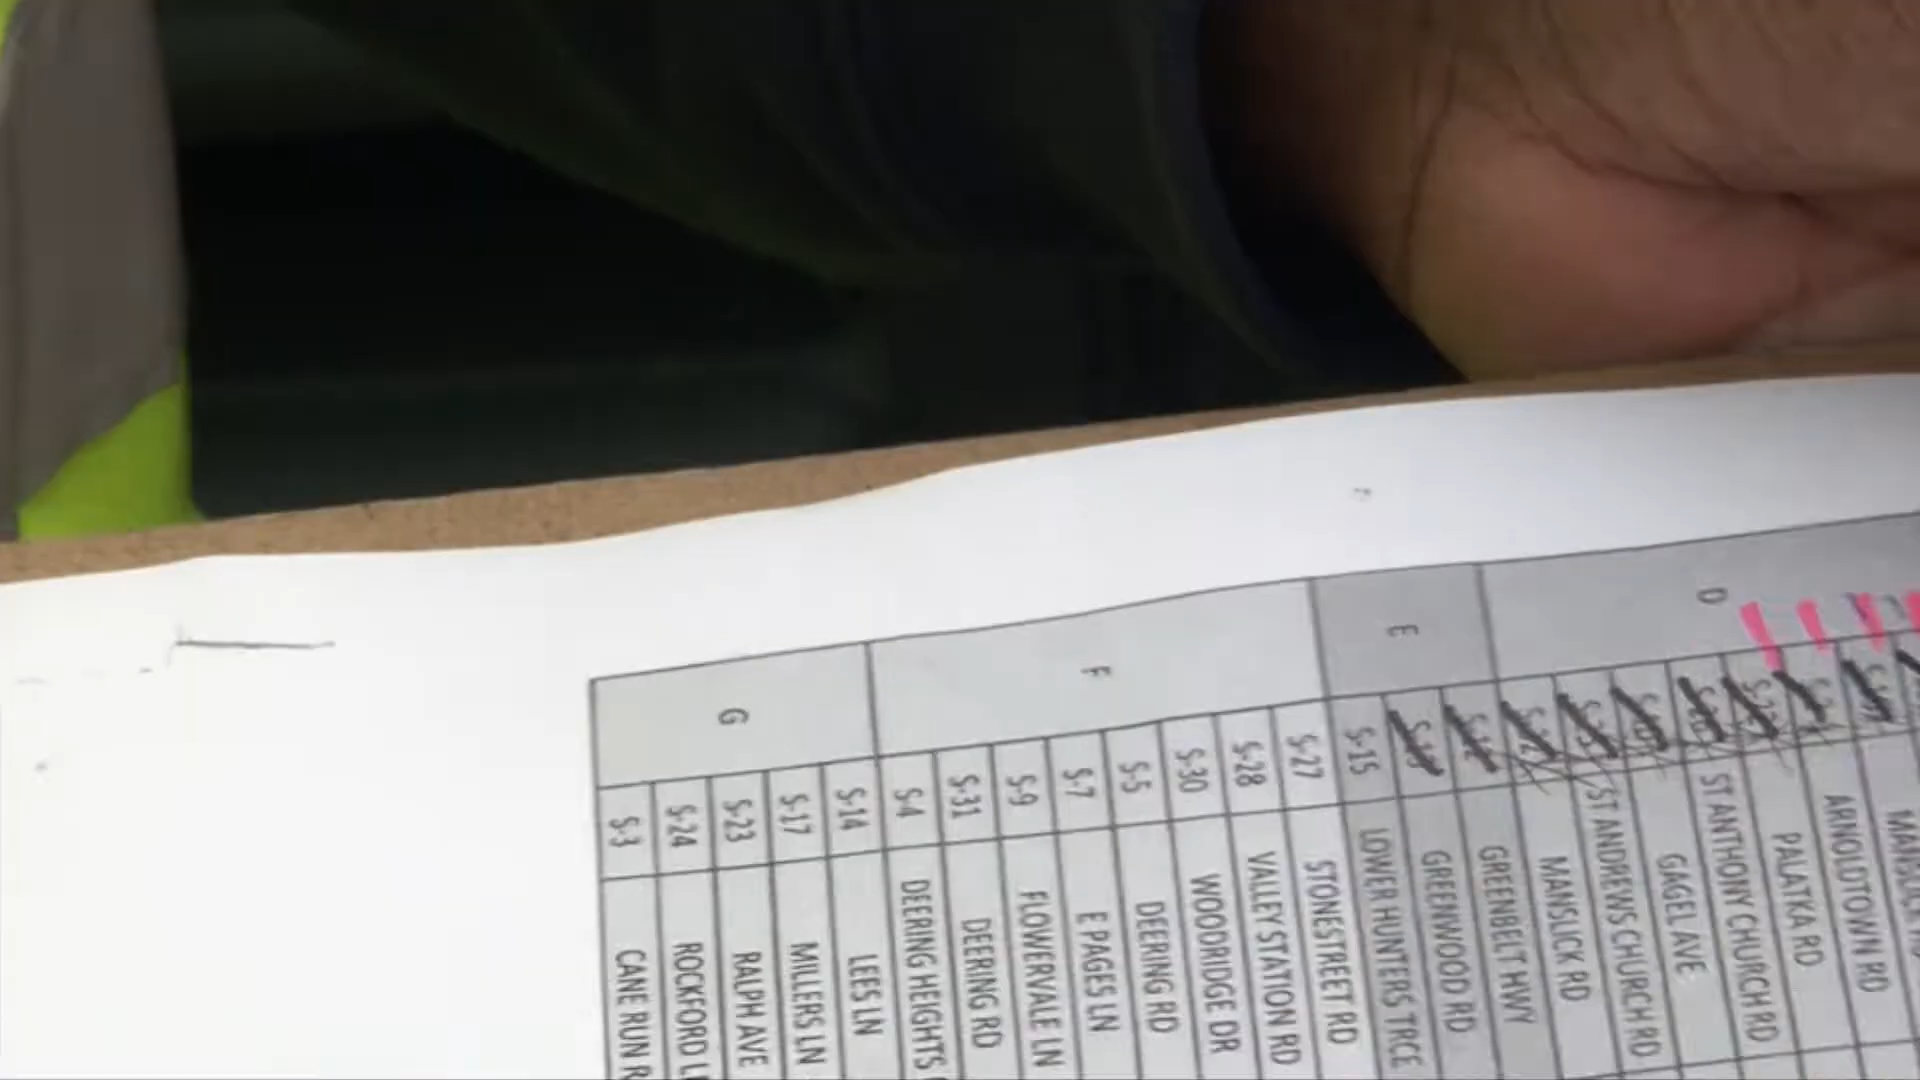 ARNOLDTOWN RD
PALATKA RD
ST ANTHONY CHURCH RD
D
GAGEL AVE
ST ANDREWS CHURCH RD
MANSLICK RD
GREENBELT HWY
E
GREENWOOD RD
S-15 LOWER HUNTERS TRCE
S-27 STONESTREET RD
S-28 VALLEY STATION RD
S-30 WOODRIDGE DR
S-5 DEERING RD
F
S-7 E PAGES LN
S-9 FLOWERVALE LN
S-31 DEERING RD
S-4 DEERING HEIGHTS
S-14 LEES LN
S-17 MILLERS LN
G
S-23 RALPH AVE
S-24 ROCKFORD
S-3 CANE RUN